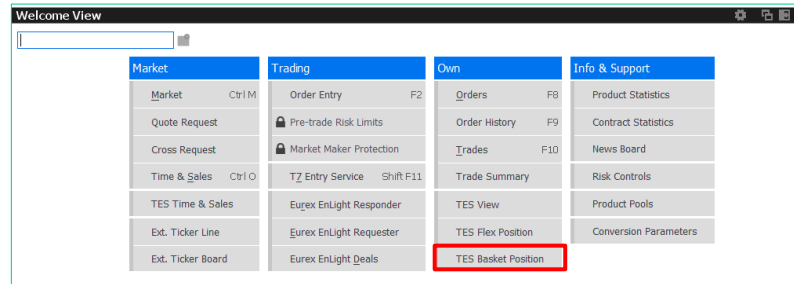 Welcome View
Market
Trading
Own
Info & Support
Market Ctrl M
Order Entry F2
Orders F8
Product Statistics
Quote Request
Pre-trade Risk Limits
Order History F9
Contract Statistics
Cross Request
Market Maker Protection
Trades F10
News Board
Time & Sales Ctrl O
T7 Entry Service Shift F11
Trade Summary
Risk Controls
TES Time & Sales
Eurex EnLight Responder
TES View
Product Pools
Ext. Ticker Line
Eurex EnLight Requester
TES Flex Position
Conversion Parameters
Ext. Ticker Board
Eurex EnLight Deals
TES Basket Position